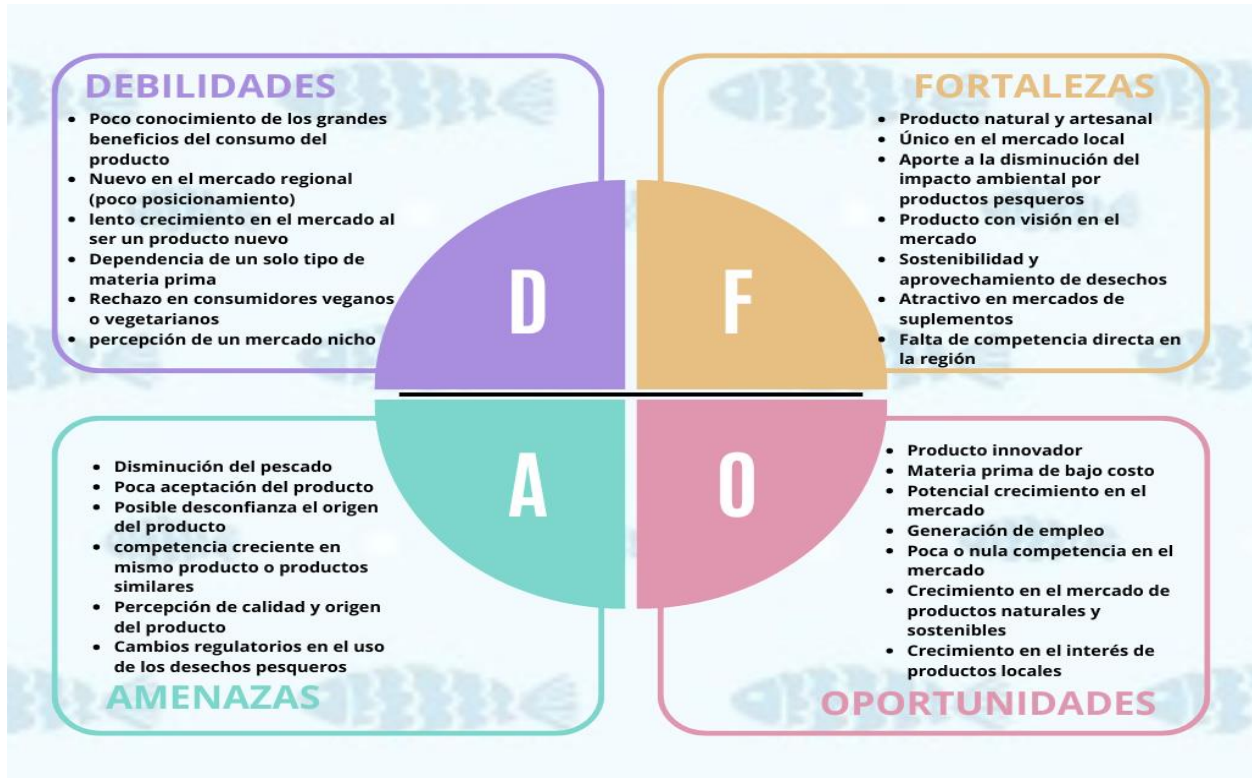 DEBILIDADES
• Poco conocimiento de los grandes
beneficios del consumo del
producto
• Nuevo en el mercado regional
(poco posicionamiento)
• lento crecimiento en el mercado al
ser un producto nuevo
• Dependencia de un solo tipo de
materia prima
• Rechazo en consumidores veganos
o vegetarianos
• percepción de un mercado nicho
FORTALEZAS
• Producto natural y artesanal
• Único en el mercado local
• Aporte a la disminución del
impacto ambiental por
productos pesqueros
• Producto con visión en el
mercado
• Sostenibilidad y
aprovechamiento de desechos
• Atractivo en mercados de
suplementos
• Falta de competencia directa en
la región
D
F
A
O
• Disminución del pescado
• Poca aceptación del producto
• Posible desconfianza el origen
del producto
• competencia creciente en
mismo producto o productos
similares
• Percepción de calidad y origen
del producto
• Cambios regulatorios en el uso
de los desechos pesqueros
AMENAZAS
• Producto innovador
• Materia prima de bajo costo
• Potencial crecimiento en el
mercado
• Generación de empleo
• Poca o nula competencia en el
mercado
• Crecimiento en el mercado de
productos naturales y
sostenibles
• Crecimiento en el interés de
productos locales
OPORTUNIDADES